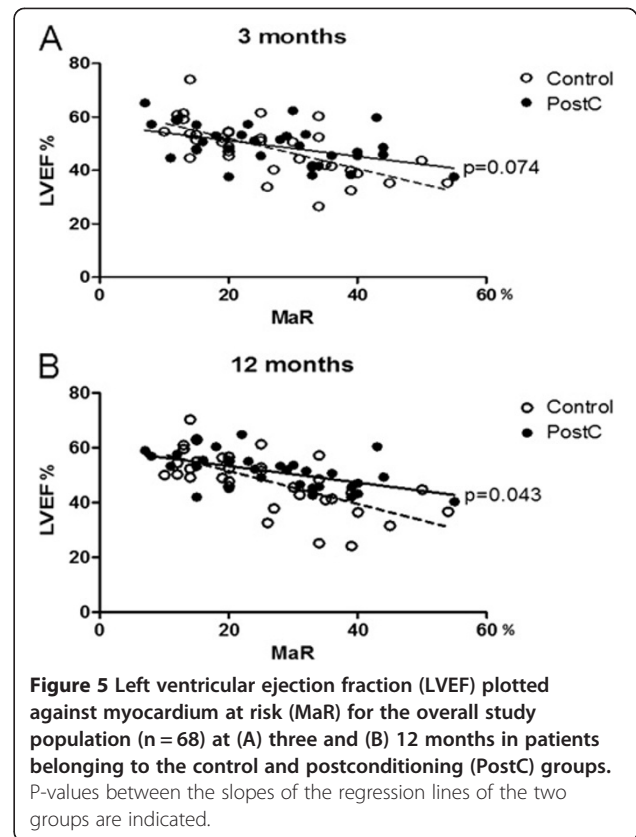 A
3 months
80
60
40
20
0
LVEF %
○ Control
● PostC
p=0.074
0 20 40 60 %
MaR
B
12 months
80
60
40
20
0
LVEF %
○ Control
● PostC
p=0.043
0 20 40 60 %
MaR
Figure 5 Left ventricular ejection fraction (LVEF) plotted
against myocardium at risk (MaR) for the overall study
population (n = 68) at (A) three and (B) 12 months in patients
belonging to the control and postconditioning (PostC) groups.
P-values between the slopes of the regression lines of the two
groups are indicated.